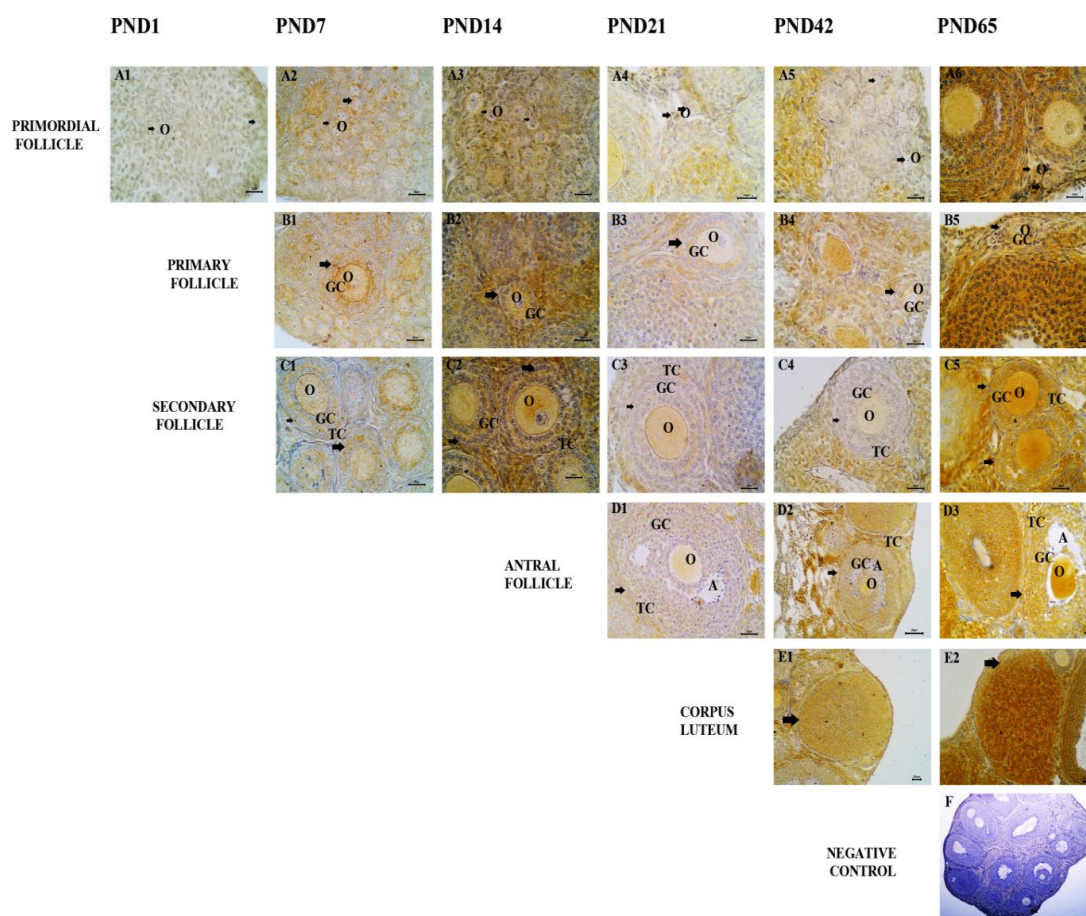 PND1 PND7 PND14 PND21 PND42 PND65
PRIMORDIAL
FOLLICLE
A1 A2 A3 A4 A5 A6
O O O O O O
PRIMARY
FOLLICLE
B1 B2 B3 B4 B5
O O O O O
GC GC GC GC GC
SECONDARY
FOLLICLE
C1 C2 C3 C4 C5
O GC TC
O GC TC
TC GC O
GC O TC
GC O TC
ANTRAL
FOLLICLE
D1 D2 D3
GC O A TC
TC GC A O
TC A GC O
CORPUS
LUTEUM
E1 E2
NEGATIVE
CONTROL
F